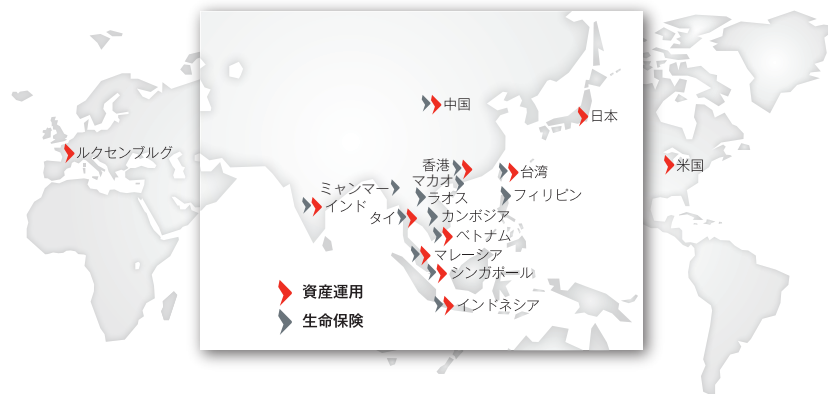 中国
日本
ルクセンブルグ
香港
マカオ
台湾
米国
ミャンマー
ラオス
フィリピン
インド
タイ
カンボジア
ベトナム
マレーシア
シンガポール
資産運用
インドネシア
生命保険